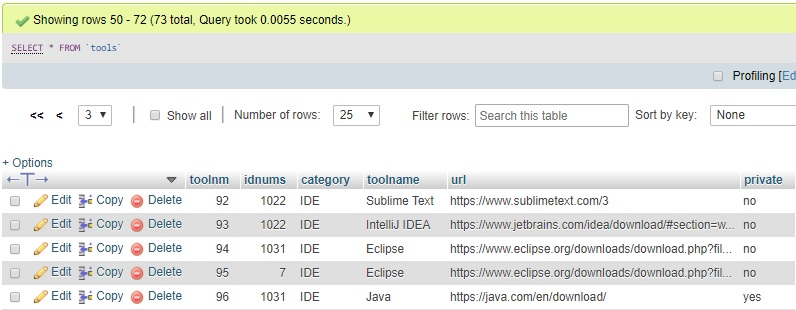 Showing rows 50 - 72 (73 total, Query took 0.0055 seconds.)
SELECT * FROM `tools`
Profiling [Ed
<< < 3 Show all Number of rows: 25 Filter rows: Search this table Sort by key: None
+ Options
toolnm idnums category toolname url private
Edit Copy Delete 92 1022 IDE Sublime Text https://www.sublimetext.com/3 no
Edit Copy Delete 93 1022 IDE IntelliJ IDEA https://www.jetbrains.com/idea/download/#section=w... no
Edit Copy Delete 94 1031 IDE Eclipse https://www.eclipse.org/downloads/download.php?fil... no
Edit Copy Delete 95 7 IDE Eclipse https://www.eclipse.org/downloads/download.php?fil... no
Edit Copy Delete 96 1031 IDE Java https://java.com/en/download/ yes